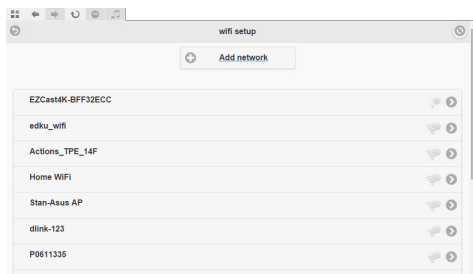 wifi setup
Add network
EZCast4K-BFF32ECC
edku_wifi
Actions_TPE_14F
Home WiFi
Stan-Asus AP
dlink-123
P0611335